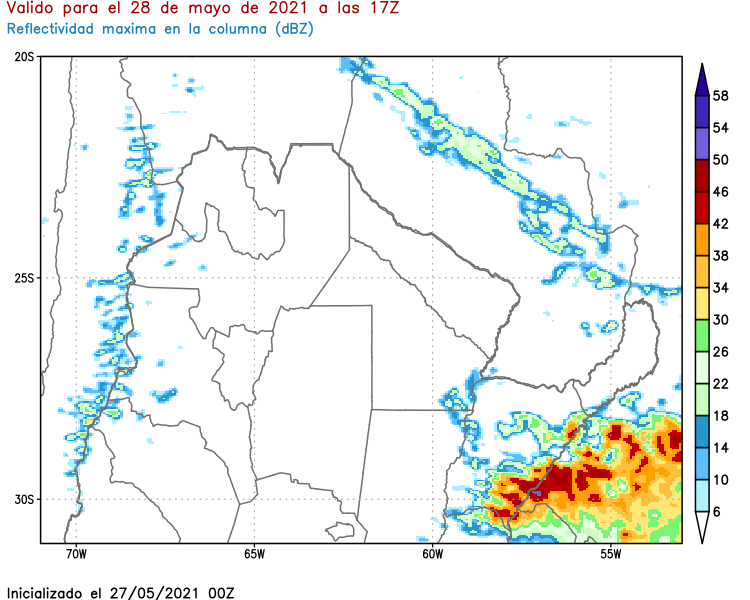 Valido para el 28 de mayo de 2021 a las 17Z
Reflectividad maxima en la columna (dBZ)
20S
25S
30S
70W 65W 60W 55W
58
54
50
46
42
38
34
30
26
22
18
14
10
6
Inicializado el 27/05/2021 00Z